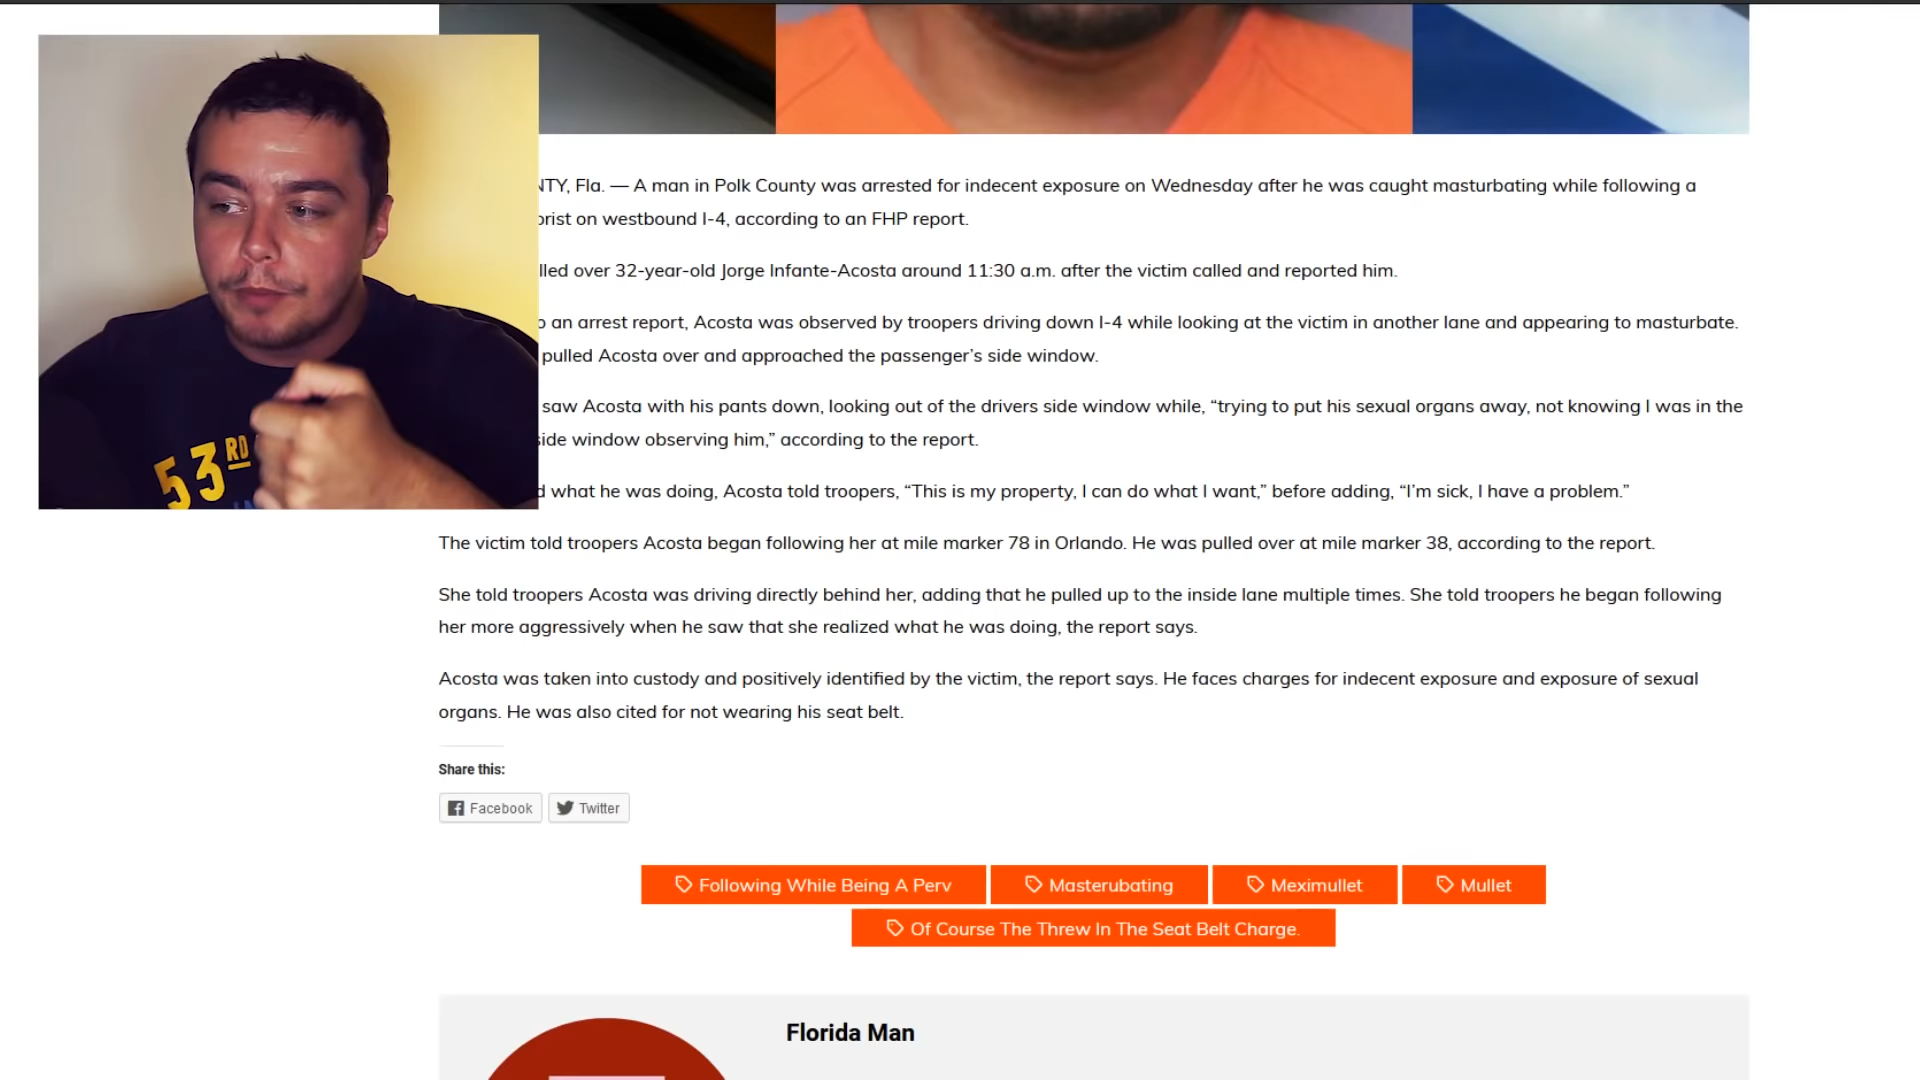 NTY, Fla. — A man in Polk County was arrested for indecent exposure on Wednesday after he was caught masturbating while following a
orist on westbound I-4, according to an FHP report.
lled over 32-year-old Jorge Infante-Acosta around 11:30 a.m. after the victim called and reported him.
o an arrest report, Acosta was observed by troopers driving down I-4 while looking at the victim in another lane and appearing to masturbate.
pulled Acosta over and approached the passenger’s side window.
saw Acosta with his pants down, looking out of the drivers side window while, “trying to put his sexual organs away, not knowing I was in the
side window observing him,” according to the report.
d what he was doing, Acosta told troopers, “This is my property, I can do what I want,” before adding, “I’m sick, I have a problem.”
53RD
The victim told troopers Acosta began following her at mile marker 78 in Orlando. He was pulled over at mile marker 38, according to the report.
She told troopers Acosta was driving directly behind her, adding that he pulled up to the inside lane multiple times. She told troopers he began following
her more aggressively when he saw that she realized what he was doing, the report says.
Acosta was taken into custody and positively identified by the victim, the report says. He faces charges for indecent exposure and exposure of sexual
organs. He was also cited for not wearing his seat belt.
Share this:
Facebook Twitter
Following While Being A Perv Masterubating Meximullet Mullet
Of Course The Threw In The Seat Belt Charge.
Florida Man